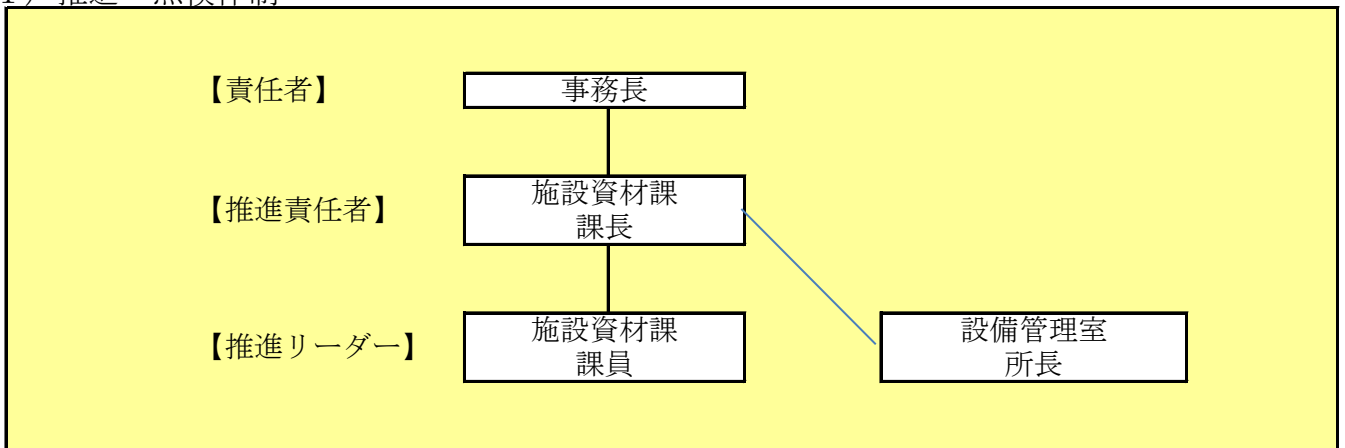 【責任者】 事務長
【推進責任者】 施設資材課
課長
【推進リーダー】 施設資材課
課員
設備管理室
所長